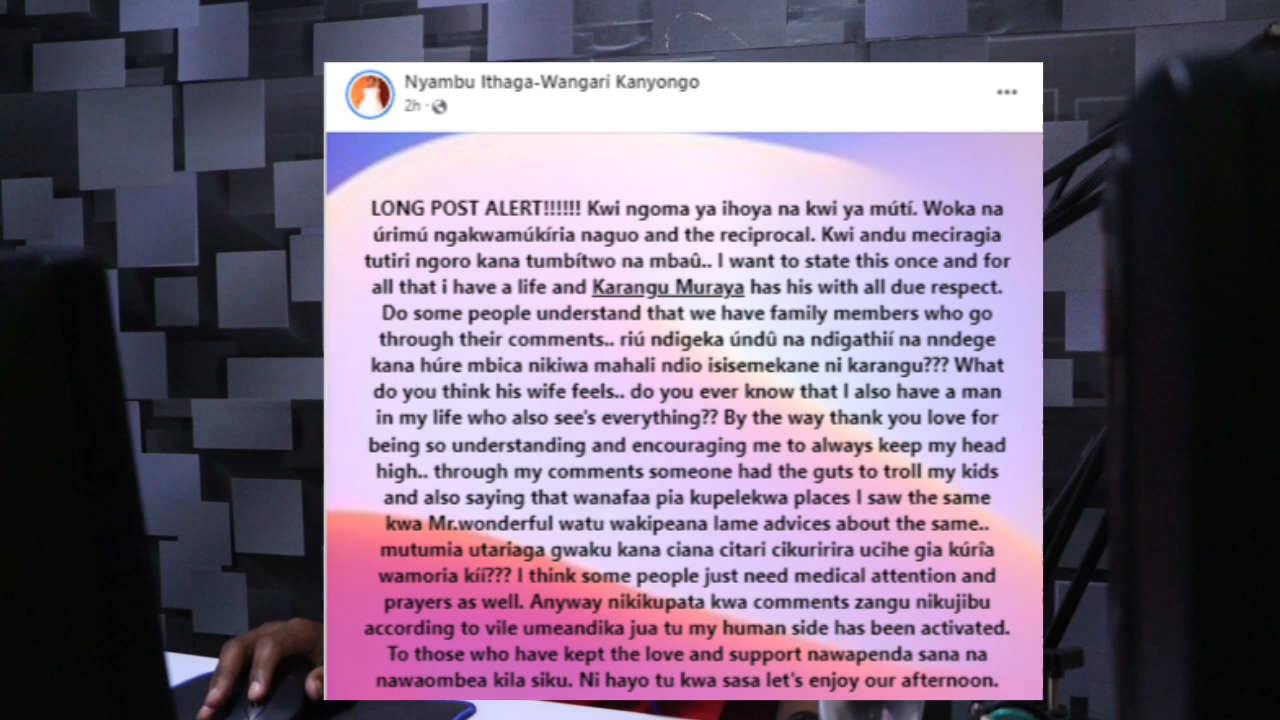 Nyambu Ithaga-Wangari Kanyongo
2h ·
LONG POST ALERT!!!!!! Kwi ngoma ya ihoya na kwi ya mútí. Woka na
úrimú ngakwamúkíria naguo and the reciprocal. Kwi andu meciragia
tutiri ngoro kana tumbítwo na mbaû.. I want to state this once and for
all that i have a life and Karangu Muraya has his with all due respect.
Do some people understand that we have family members who go
through their comments.. riú ndigeka úndû na ndigathií na nndege
kana húre mbica nikiwa mahali ndio isisemekane ni karangu??? What
do you think his wife feels.. do you ever know that I also have a man
in my life who also see's everything?? By the way thank you love for
being so understanding and encouraging me to always keep my head
high.. through my comments someone had the guts to troll my kids
and also saying that wanafaa pia kupelekwa places I saw the same
kwa Mr.wonderful watu wakipeana lame advices about the same..
mutumia utariaga gwaku kana ciana citari cikuririra ucihe gia kúrîa
wamoria kíí??? I think some people just need medical attention and
prayers as well. Anyway nikikupata kwa comments zangu nikujibu
according to vile umeandika jua tu my human side has been activated.
To those who have kept the love and support nawapenda sana na
nawaombea kila siku. Ni hayo tu kwa sasa let's enjoy our afternoon.